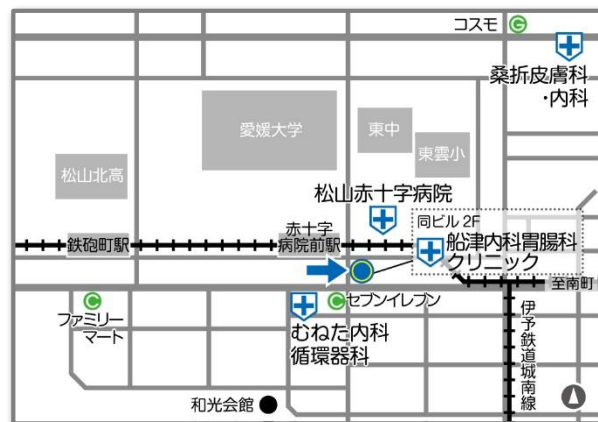 コスモ
桑折皮膚科
・内科
愛媛大学
東中
東雲小
松山北高
松山赤十字病院
赤十字
病院前駅
鉄砲町駅
同ビル 2F
船津内科胃腸科
クリニック
至南町
セブンイレブン
ファミリー
マート
むねた内科
循環器科
伊予鉄道城南線
和光会館